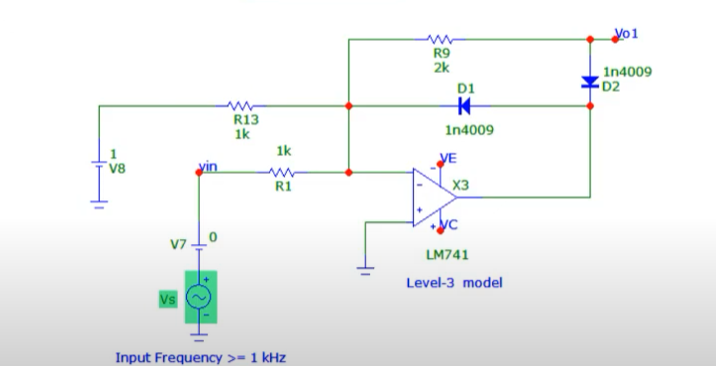 Vo1
R9
2k
1n4009
D2
D1
1n4009
R13
1k
1
V8
1k
R1
vin
VE
X3
-
+
- 
+
VC
LM741
V7
0
Level-3 model
Vs
+
-
Input Frequency >= 1 kHz